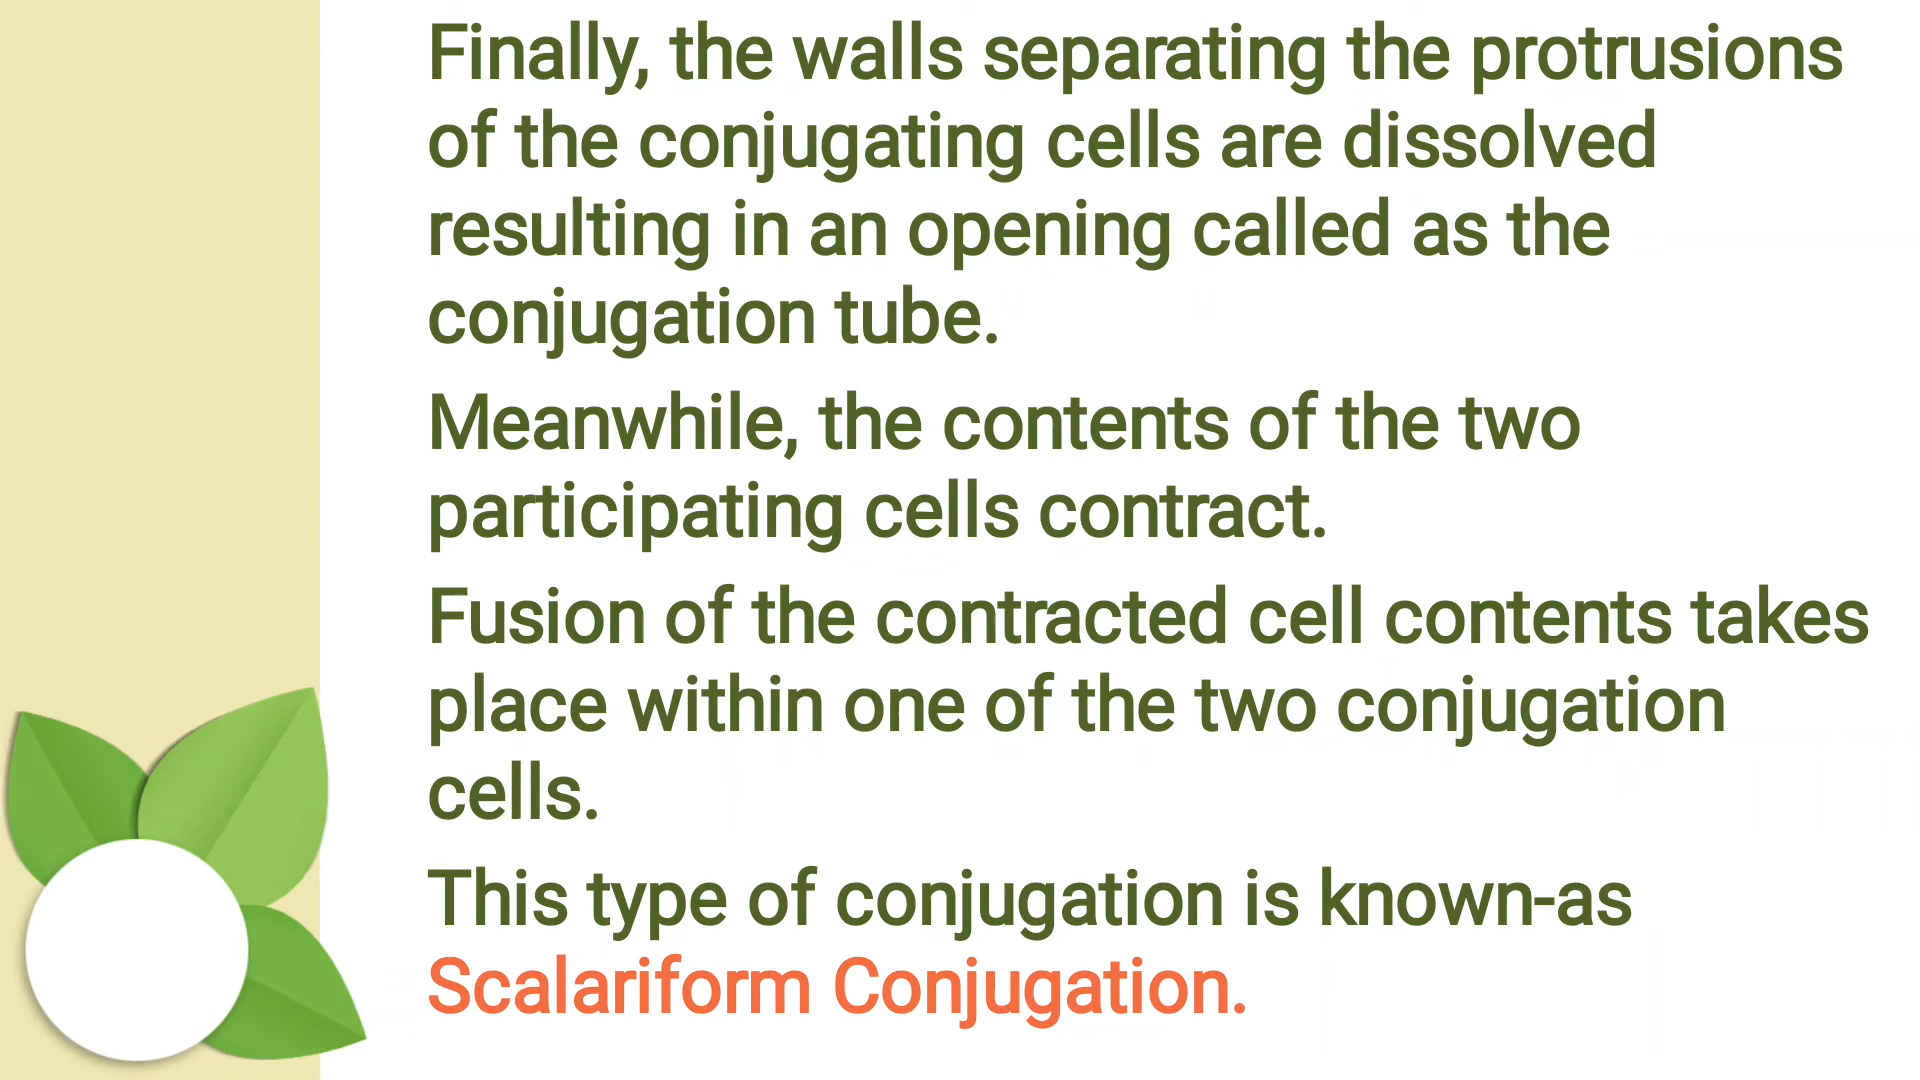 Finally, the walls separating the protrusions
of the conjugating cells are dissolved
resulting in an opening called as the
conjugation tube.
Meanwhile, the contents of the two
participating cells contract.
Fusion of the contracted cell contents takes
place within one of the two conjugation
cells.
This type of conjugation is known-as
Scalariform Conjugation.